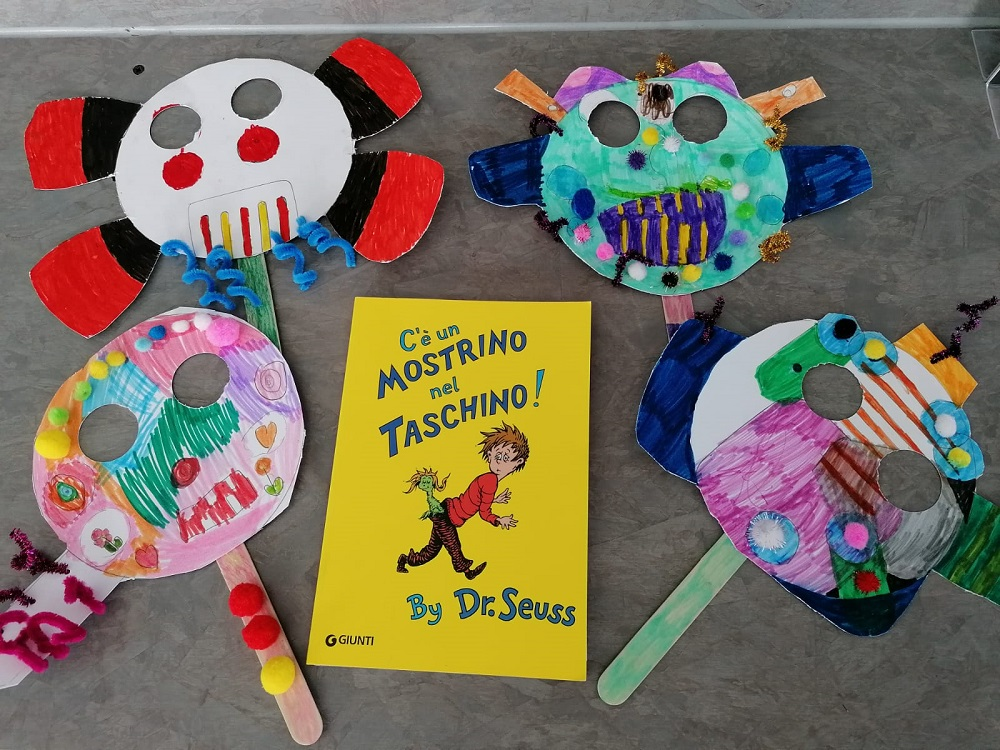 C'è un
MOSTRINO
nel
TASCHINO!
By Dr. Seuss
GIUNTI